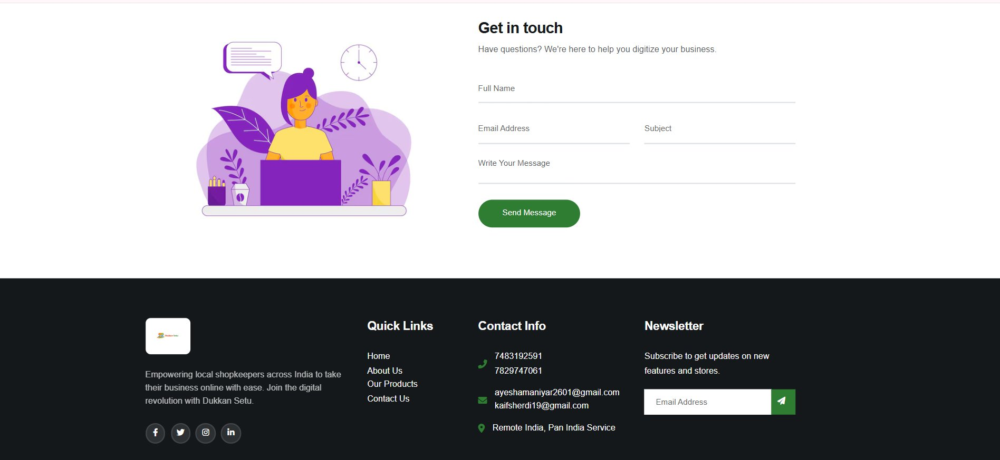 Get in touch
Have questions? We're here to help you digitize your business.
Full Name
Email Address
Subject
Write Your Message
Send Message
Dukkan Setu
Empowering local shopkeepers across India to take
their business online with ease. Join the digital
revolution with Dukkan Setu.
Quick Links
Home
About Us
Our Products
Contact Us
Contact Info
7483192591
7829747061
ayeshamaniyar2601@gmail.com
kaifsherdi19@gmail.com
Remote India, Pan India Service
Newsletter
Subscribe to get updates on new
features and stores.
Email Address